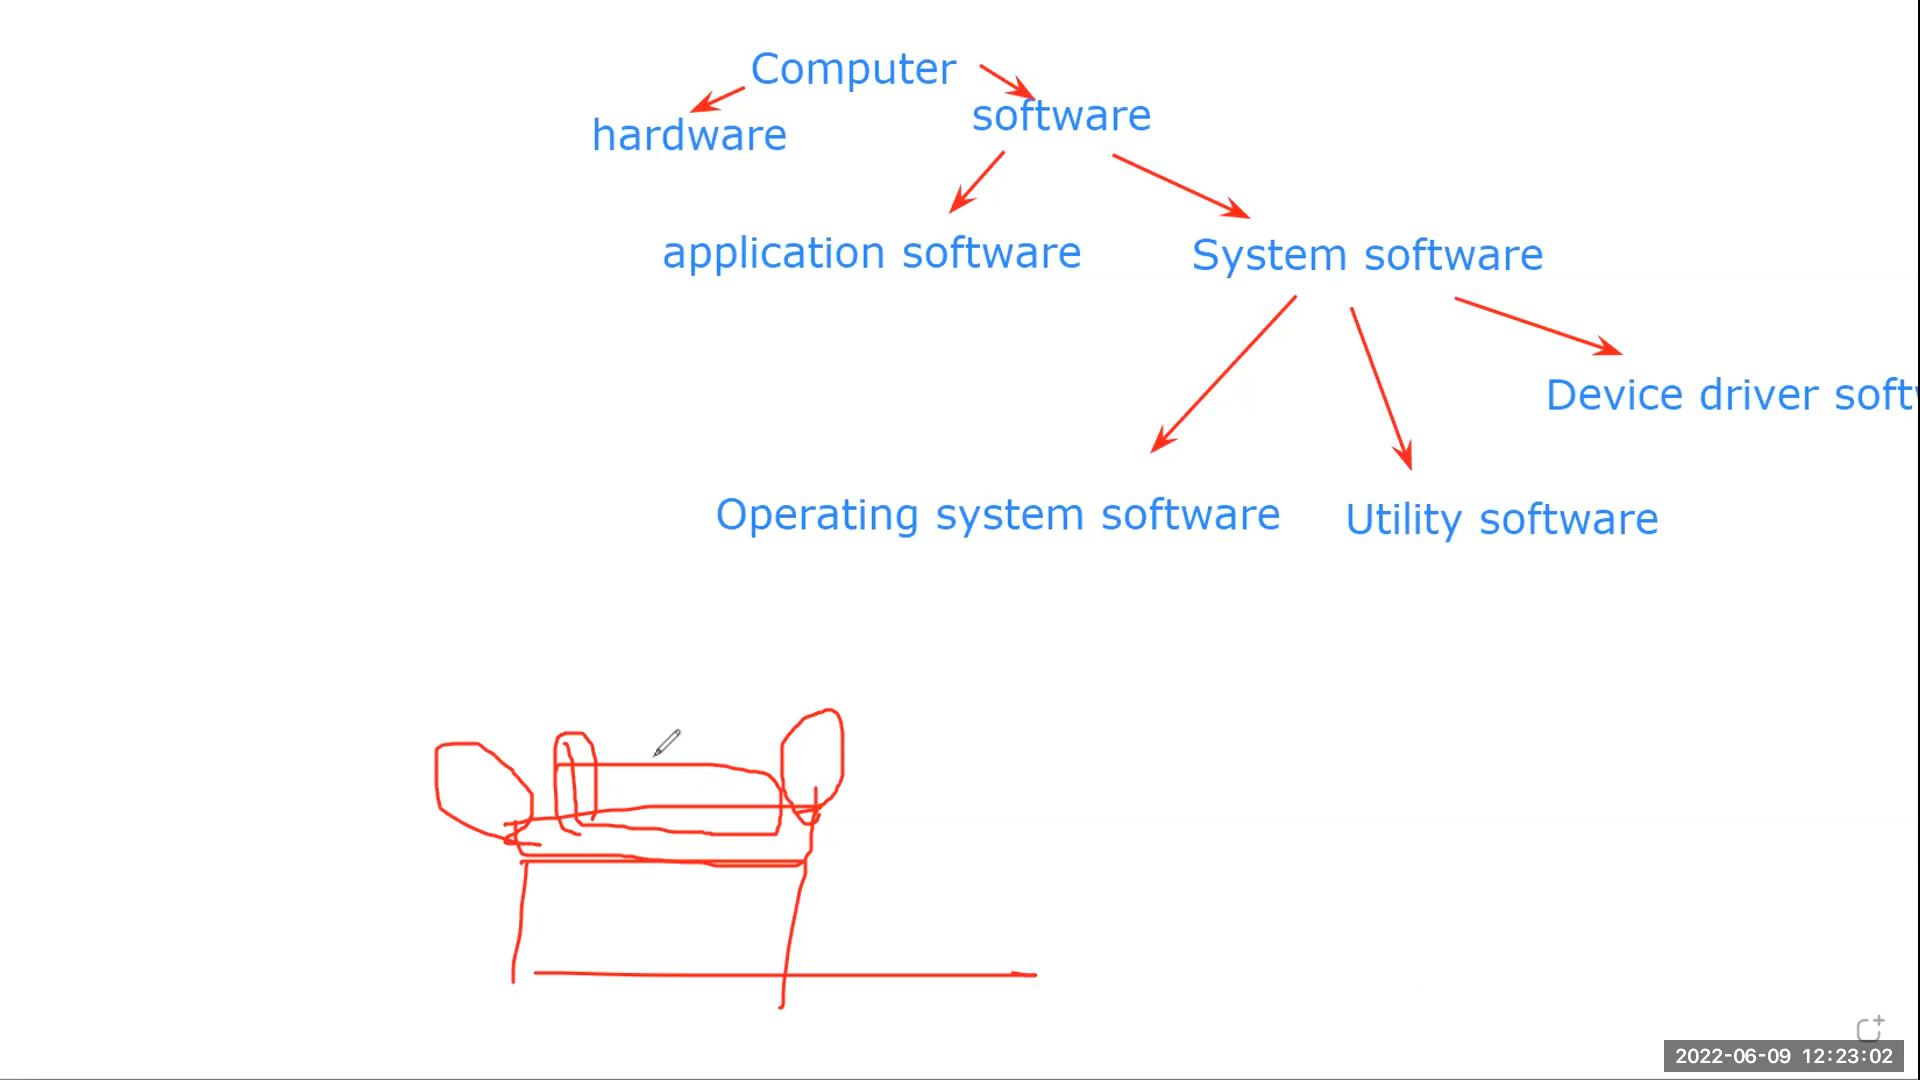 Computer
hardware
software
application software
System software
Device driver
Operating system software
Utility software
2022-06-09 12:23:02